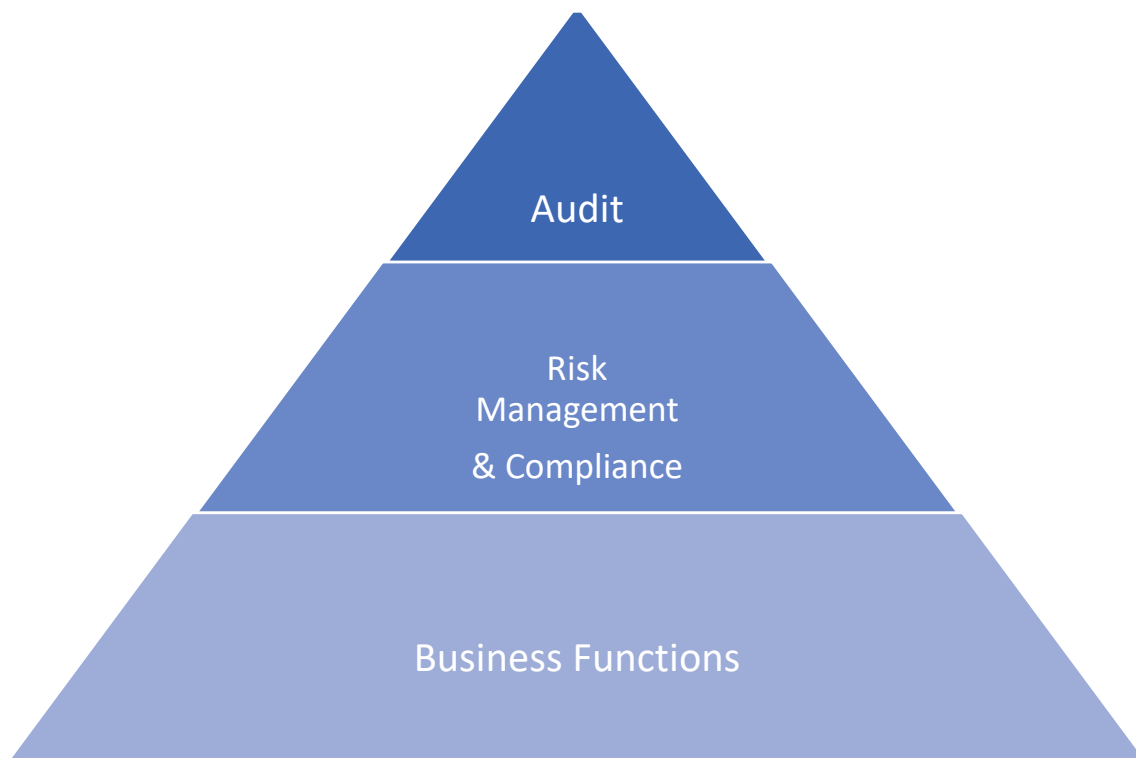 Audit
Risk
Management
& Compliance
Business Functions